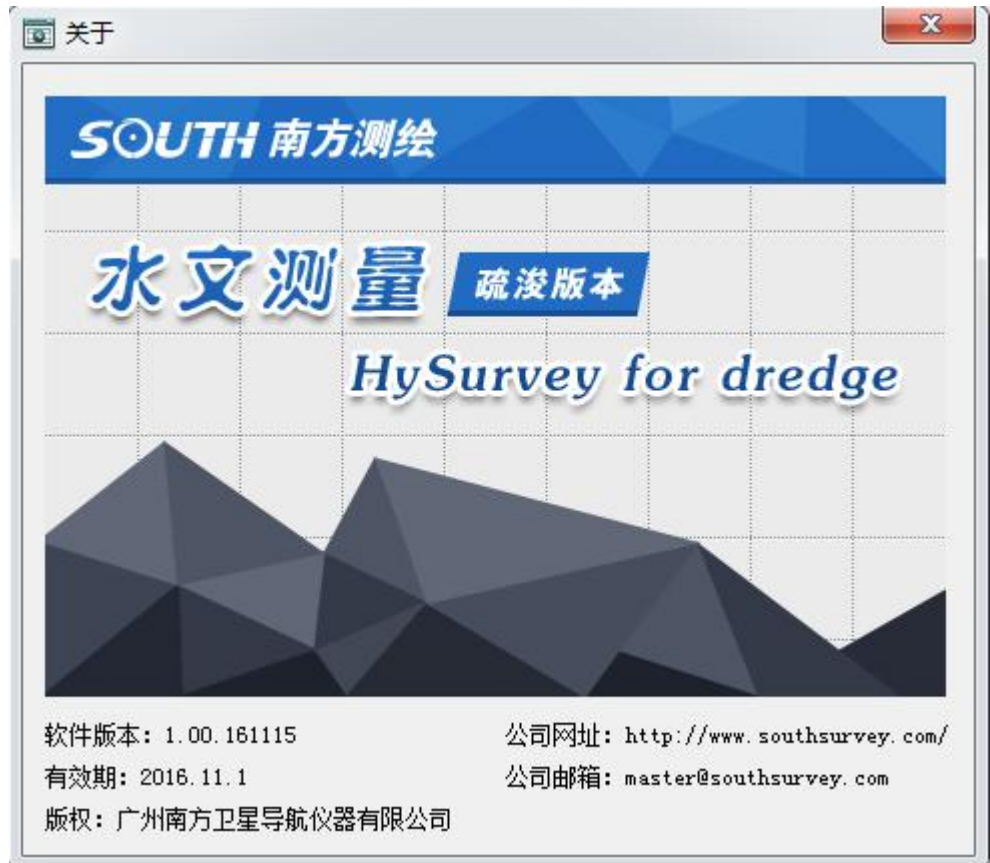 关于
SOUTH 南方测绘
水文测量 疏浚版本
HySurvey for dredge
软件版本：1.00.161115
公司网址：http://www.southsurvey.com/
有效期：2016.11.1
公司邮箱：master@southsurvey.com
版权：广州南方卫星导航仪器有限公司